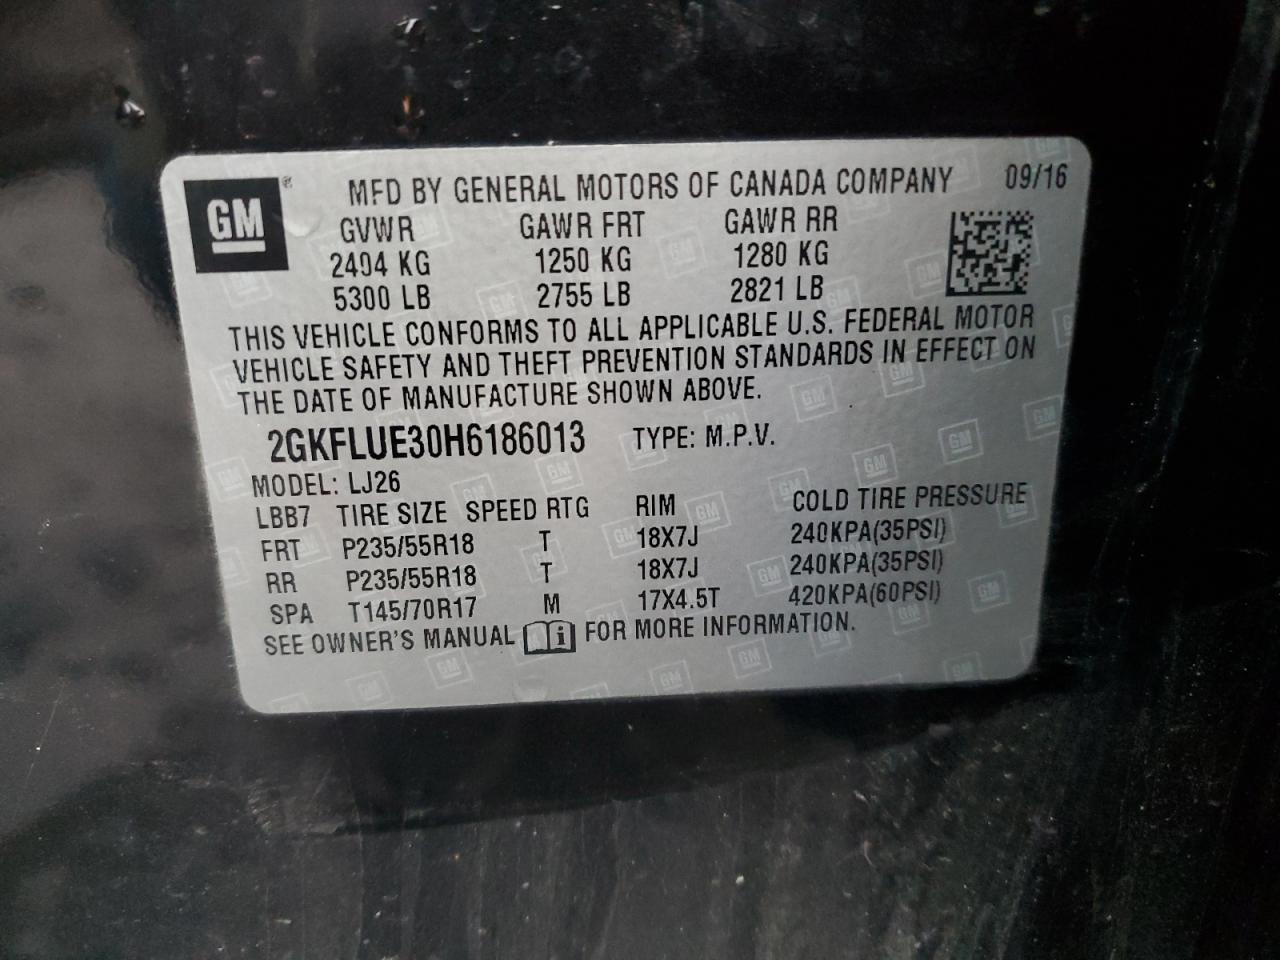 GM ® MFD BY GENERAL MOTORS OF CANADA COMPANY 09/16
GVWR GAWR FRT GAWR RR
2404 KG 1250 KG 1280 KG
5300 LB 2755 LB 2821 LB
THIS VEHICLE CONFORMS TO ALL APPLICABLE U.S. FEDERAL MOTOR
VEHICLE SAFETY AND THEFT PREVENTION STANDARDS IN EFFECT ON
THE DATE OF MANUFACTURE SHOWN ABOVE.
2GKFLUE30H6186013 TYPE: M.P.V.
MODEL: LJ26
LBB7 TIRE SIZE SPEED RTG RIM COLD TIRE PRESSURE
FRT P235/55R18 T 18X7J 240KPA(35PSI)
RR P235/55R18 T 18X7J 240KPA(35PSI)
SPA T145/70R17 M 17X4.5T 420KPA(60PSI)
SEE OWNER'S MANUAL i FOR MORE INFORMATION.